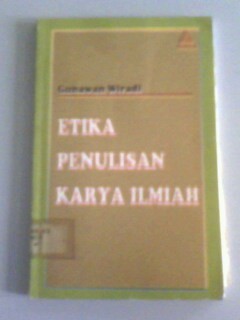 Gunawan Wiradi
ETIKA
PENULISAN
KARYA ILMIAH